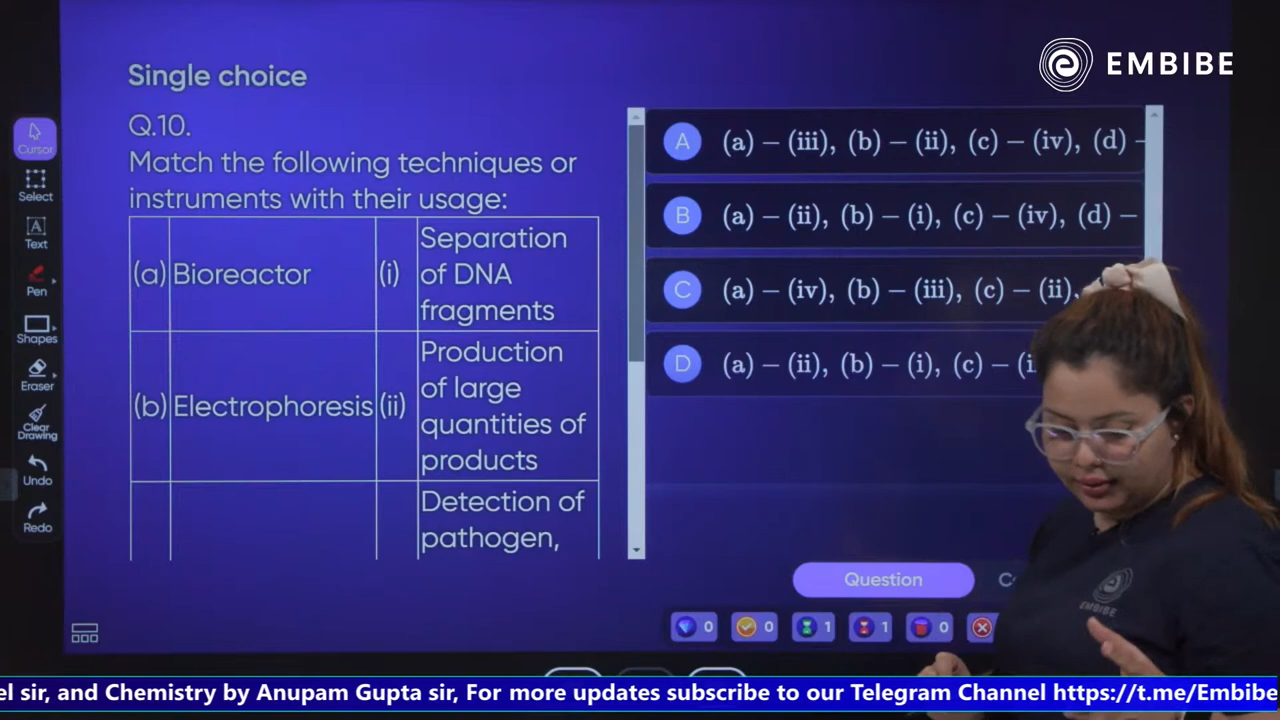 EMBIBE
Single choice
Q.10.
Match the following techniques or
instruments with their usage:
(a) Bioreactor (i) Separation
of DNA
fragments
(b) Electrophoresis (ii) Production
of large
quantities of
products
Detection of
pathogen,
A (a) – (iii), (b) – (ii), (c) – (iv), (d) –
B (a) – (ii), (b) – (i), (c) – (iv), (d) –
C (a) – (iv), (b) – (iii), (c) – (ii),
D (a) – (ii), (b) – (i), (c) –
Cursor
Select
Text
Pen
Shapes
Eraser
Clear
Drawing
Undo
Redo
Question
0 0 1 1 0
EMBIBE
sir, and Chemistry by Anupam Gupta sir, For more updates subscribe to our Telegram Channel https://t.me/Embibe